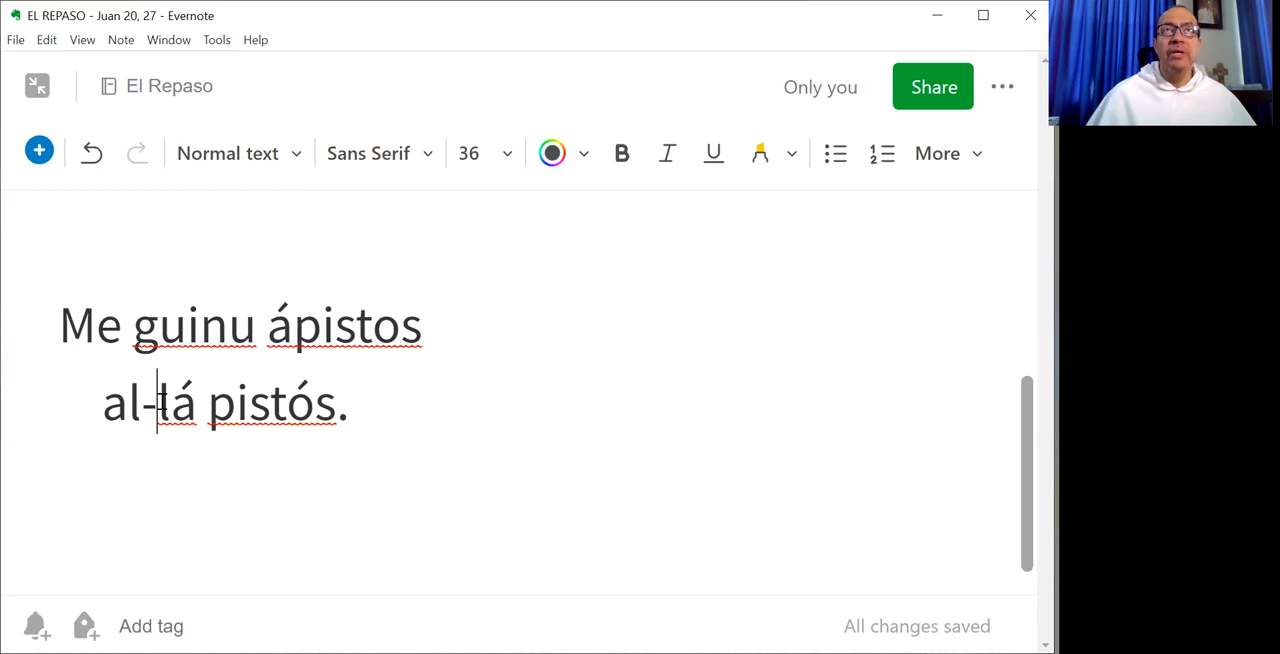 EL REPASO - Juan 20, 27 - Evernote
File Edit View Note Window Tools Help
El Repaso
Only you
Share
Normal text
Sans Serif
36
B I U
More
Me guinu ápistos
al-lá pistós.
Add tag
All changes saved